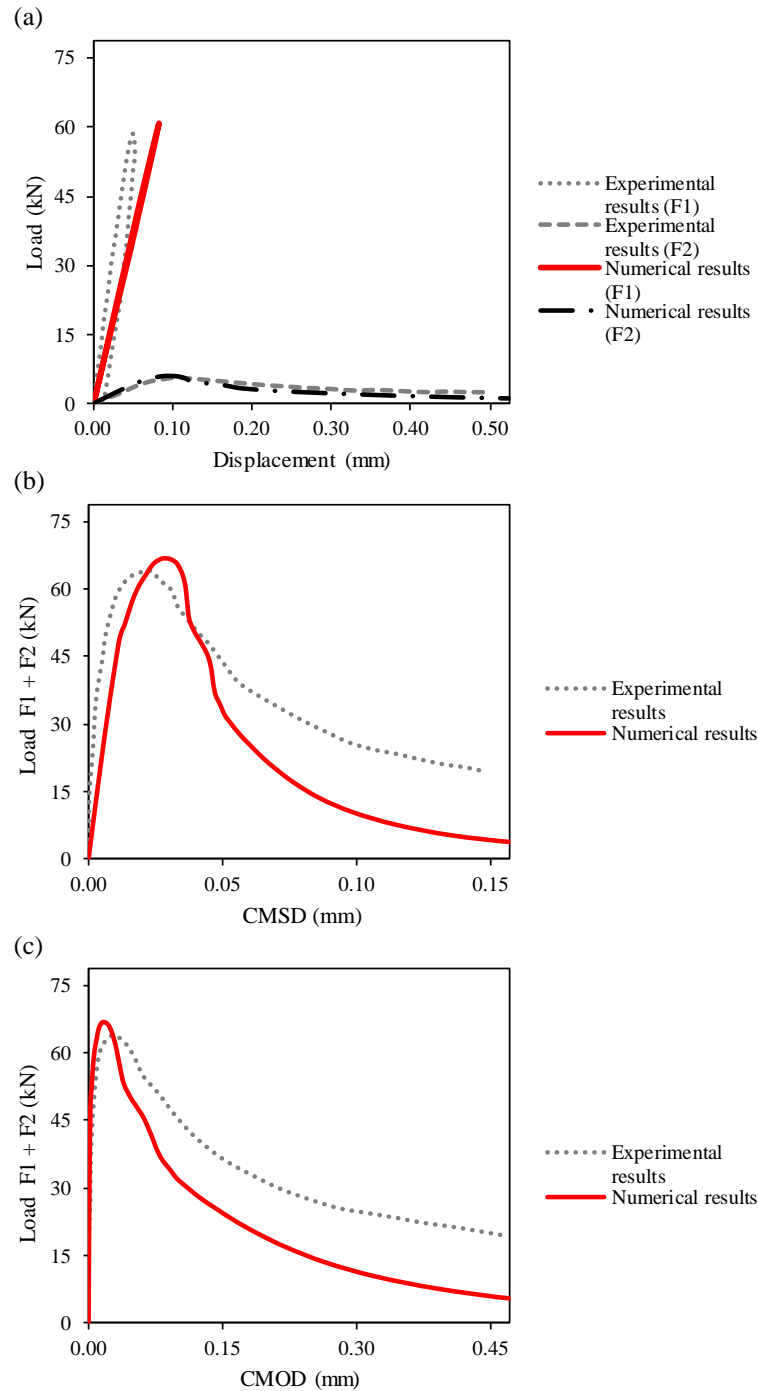 (a)
75
60
45
30
15
0
Load (kN)
0.00 0.10 0.20 0.30 0.40 0.50
Displacement (mm)
Experimental
results (F1)
Experimental
results (F2)
Numerical results
(F1)
Numerical results
(F2)
(b)
75
60
45
30
15
0
Load F1 + F2 (kN)
0.00 0.05 0.10 0.15
CMSD (mm)
Experimental
results
Numerical results
(c)
75
60
45
30
15
0
Load F1 + F2 (kN)
0.00 0.15 0.30 0.45
CMOD (mm)
Experimental
results
Numerical results